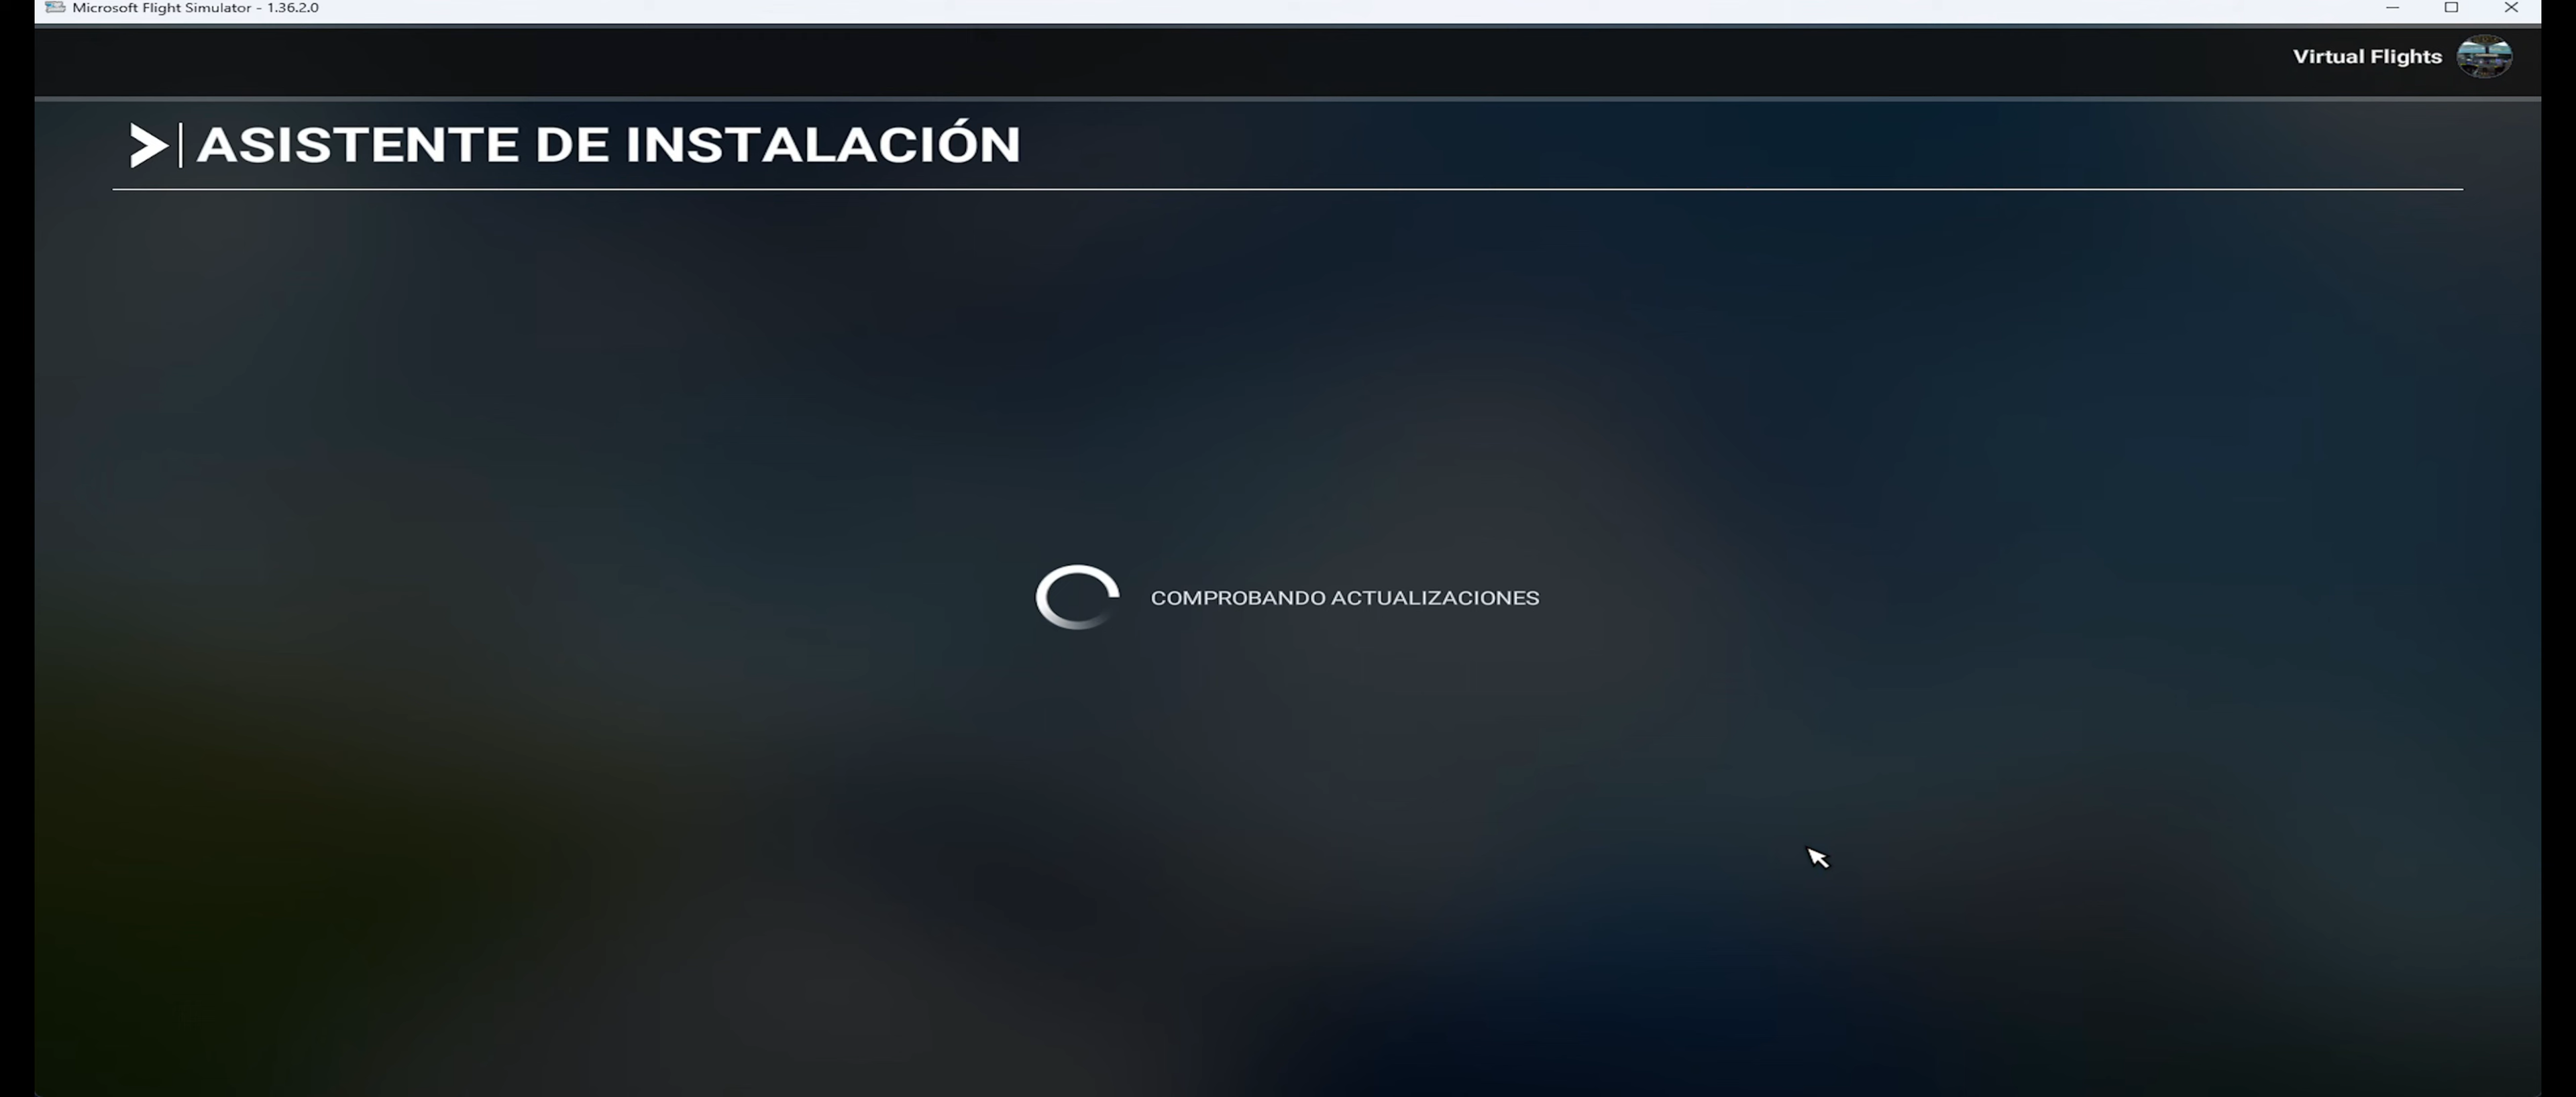 Microsoft Flight Simulator - 1.36.2.0
Virtual Flights
ASISTENTE DE INSTALACIÓN
COMPROBANDO ACTUALIZACIONES